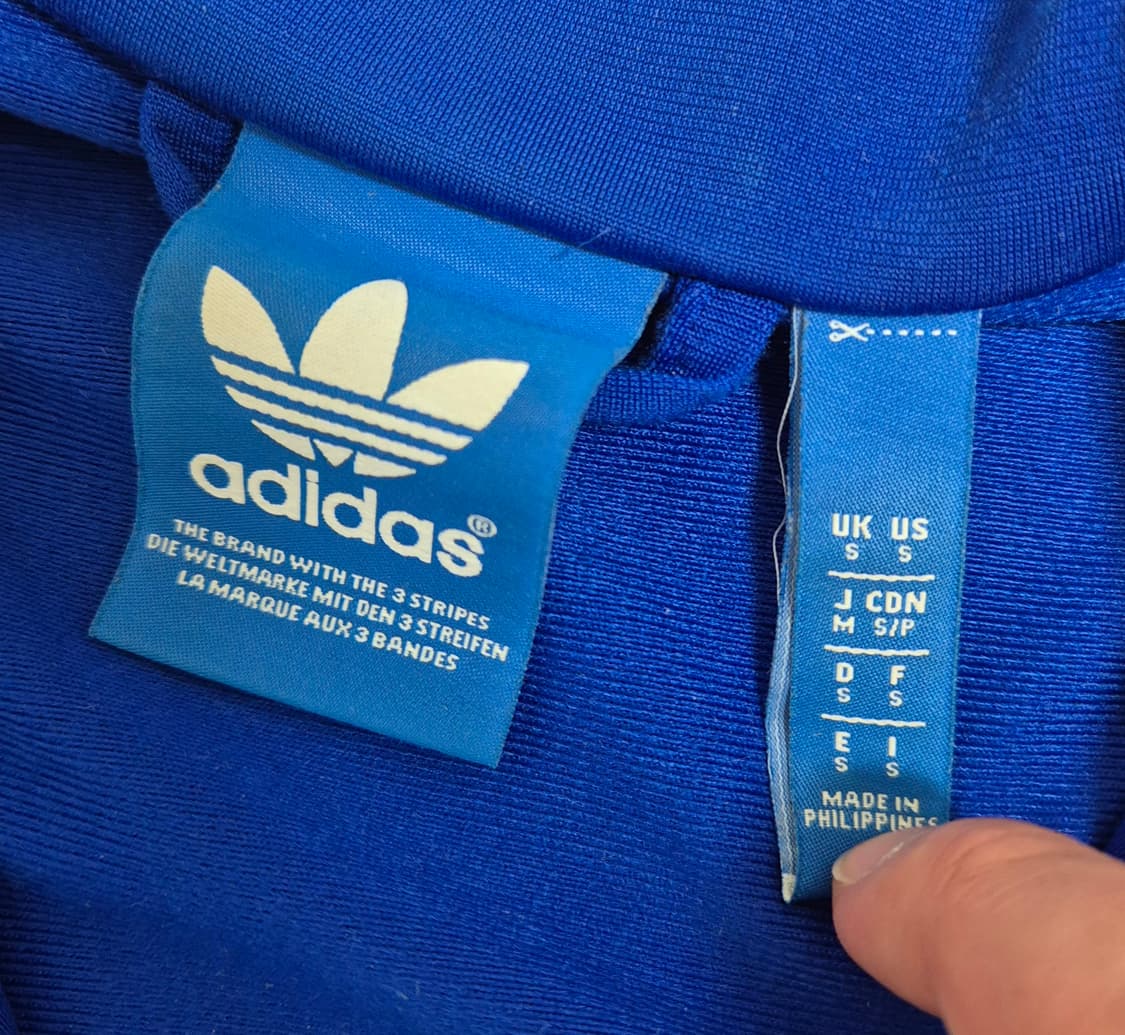 adidas®
THE BRAND WITH THE 3 STRIPES
DIE WELTMARKE MIT DEN 3 STREIFEN
LA MARQUE AUX 3 BANDES
UK US
S S
J CDN
M S/P
D F
S S
E I
S S
MADE IN
PHILIPPINES